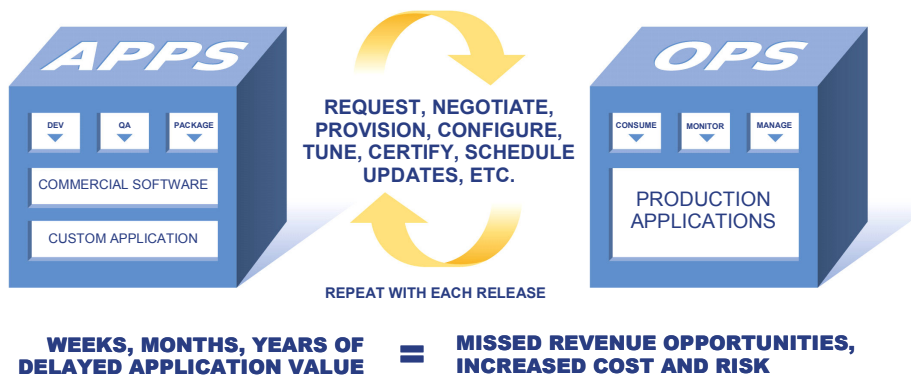 APPS
DEV
QA
PACKAGE
COMMERCIAL SOFTWARE
CUSTOM APPLICATION
REQUEST, NEGOTIATE,
PROVISION, CONFIGURE,
TUNE, CERTIFY, SCHEDULE
UPDATES, ETC.
REPEAT WITH EACH RELEASE
OPS
CONSUME
MONITOR
MANAGE
PRODUCTION
APPLICATIONS
WEEKS, MONTHS, YEARS OF
DELAYED APPLICATION VALUE
=
MISSED REVENUE OPPORTUNITIES,
INCREASED COST AND RISK